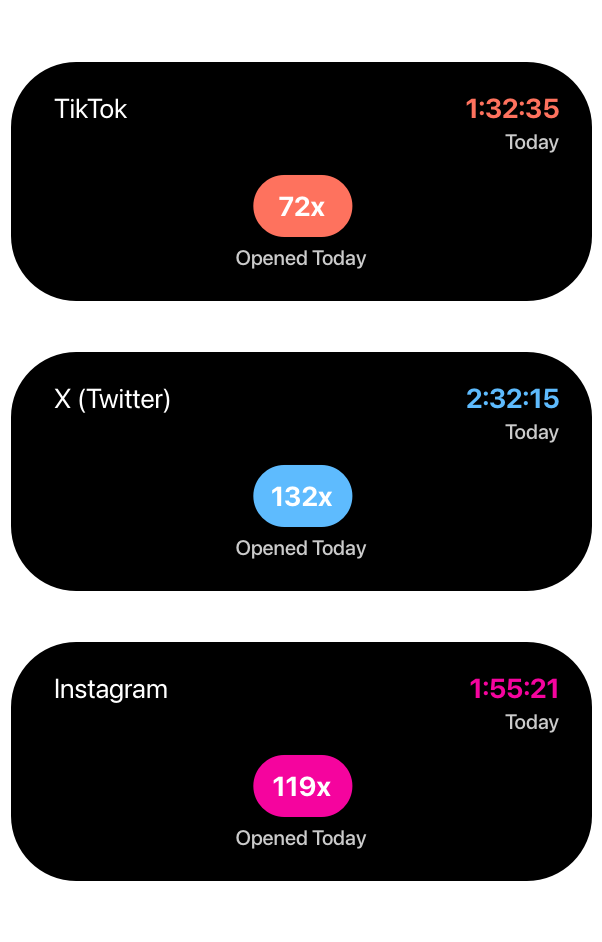 TikTok
1:32:35
Today
72x
Opened Today
X (Twitter)
2:32:15
Today
132x
Opened Today
Instagram
1:55:21
Today
119x
Opened Today